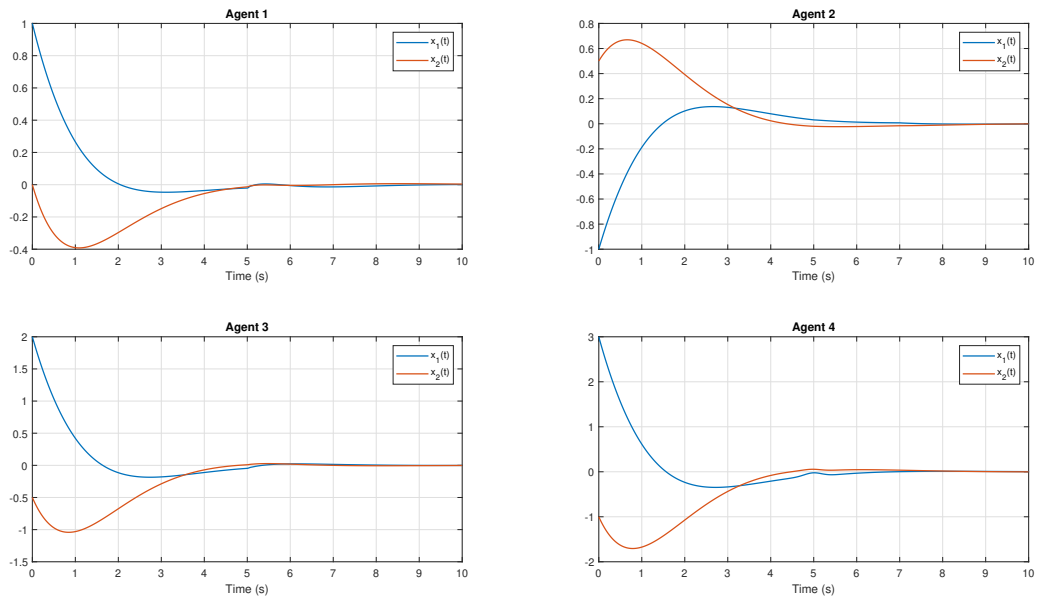 Agent 1
x1(t)
x2(t)
1
0.8
0.6
0.4
0.2
0
-0.2
-0.4
0 1 2 3 4 5 6 7 8 9 10
Time (s)
Agent 2
x1(t)
x2(t)
0.8
0.6
0.4
0.2
0
-0.2
-0.4
-0.6
-0.8
-1
0 1 2 3 4 5 6 7 8 9 10
Time (s)
Agent 3
x1(t)
x2(t)
2
1.5
1
0.5
0
-0.5
-1
-1.5
0 1 2 3 4 5 6 7 8 9 10
Time (s)
Agent 4
x1(t)
x2(t)
3
2
1
0
-1
-2
0 1 2 3 4 5 6 7 8 9 10
Time (s)